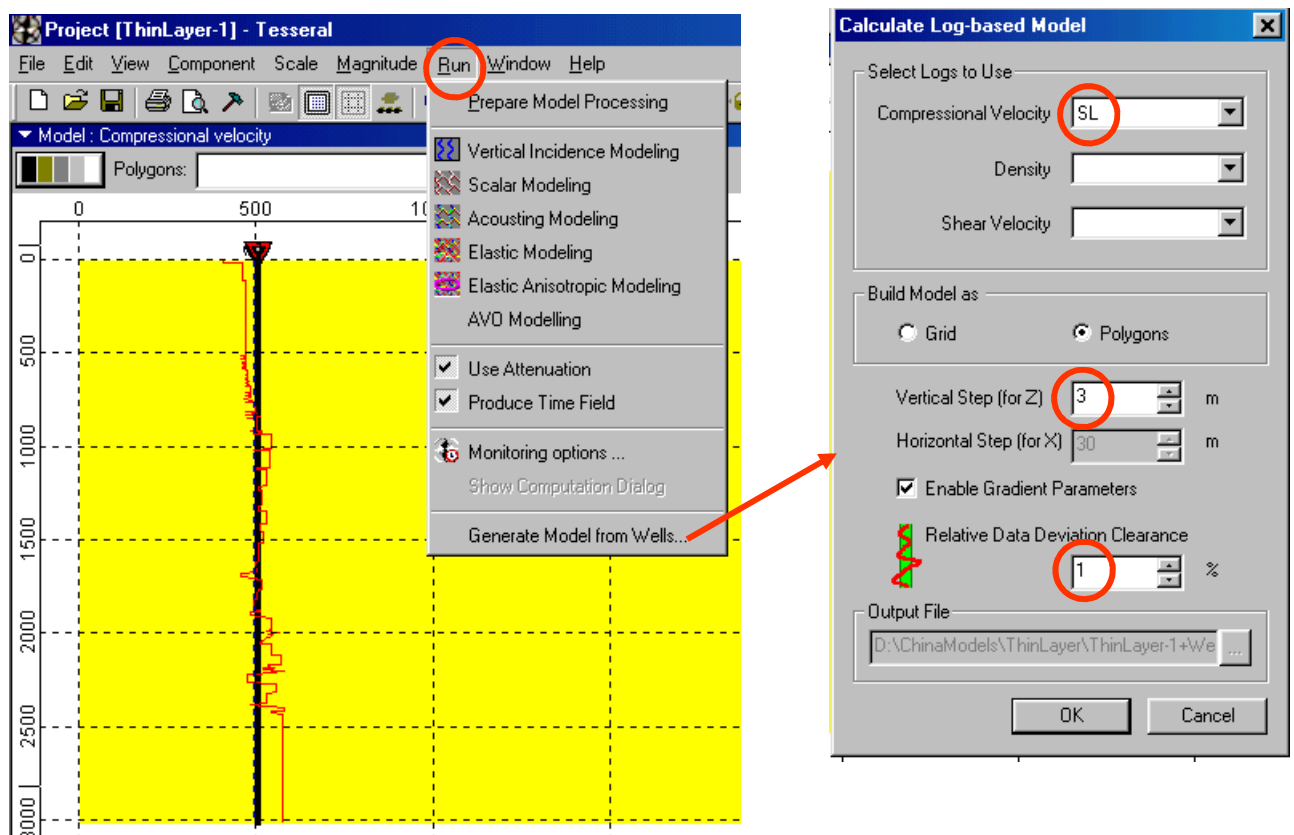 Project [ThinLayer-1] - Tesseral
File Edit View Component Scale Magnitude Run Window Help
Model : Compressional velocity
Polygons:
0 500 10
0
500
1000
1500
2000
2500
3000
Prepare Model Processing
Vertical Incidence Modeling
Scalar Modeling
Acousting Modeling
Elastic Modeling
Elastic Anisotropic Modeling
AVO Modelling
Use Attenuation
Produce Time Field
Monitoring options ...
Show Computation Dialog
Generate Model from Wells...
Calculate Log-based Model
Select Logs to Use
Compressional Velocity SL
Density
Shear Velocity
Build Model as
Grid Polygons
Vertical Step (for Z) 3 m
Horizontal Step (for X) 30 m
Enable Gradient Parameters
Relative Data Deviation Clearance
1 %
Output File
D:\ChinaModels\ThinLayer\ThinLayer-1+We ...
OK Cancel